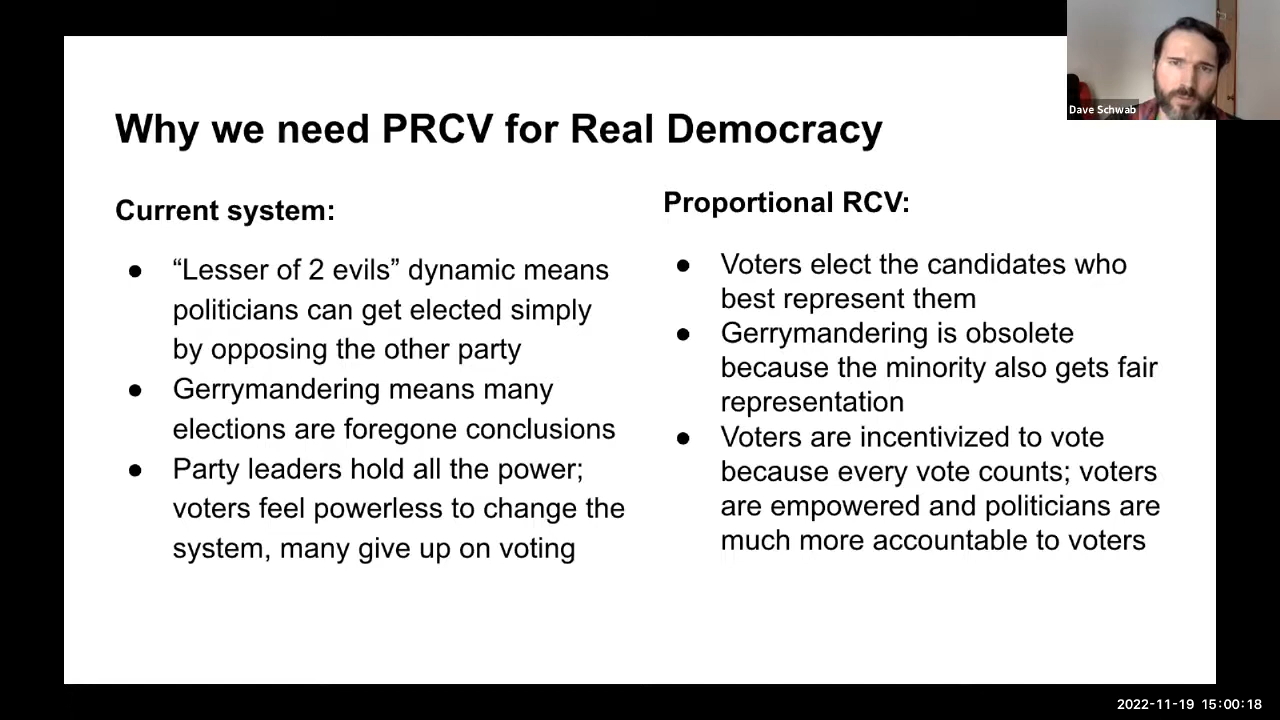 Dave Schwab
Why we need PRCV for Real Democracy
Current system:
● “Lesser of 2 evils” dynamic means
politicians can get elected simply
by opposing the other party
● Gerrymandering means many
elections are foregone conclusions
● Party leaders hold all the power;
voters feel powerless to change the
system, many give up on voting
Proportional RCV:
● Voters elect the candidates who
best represent them
● Gerrymandering is obsolete
because the minority also gets fair
representation
● Voters are incentivized to vote
because every vote counts; voters
are empowered and politicians are
much more accountable to voters
2022-11-19 15:00:18